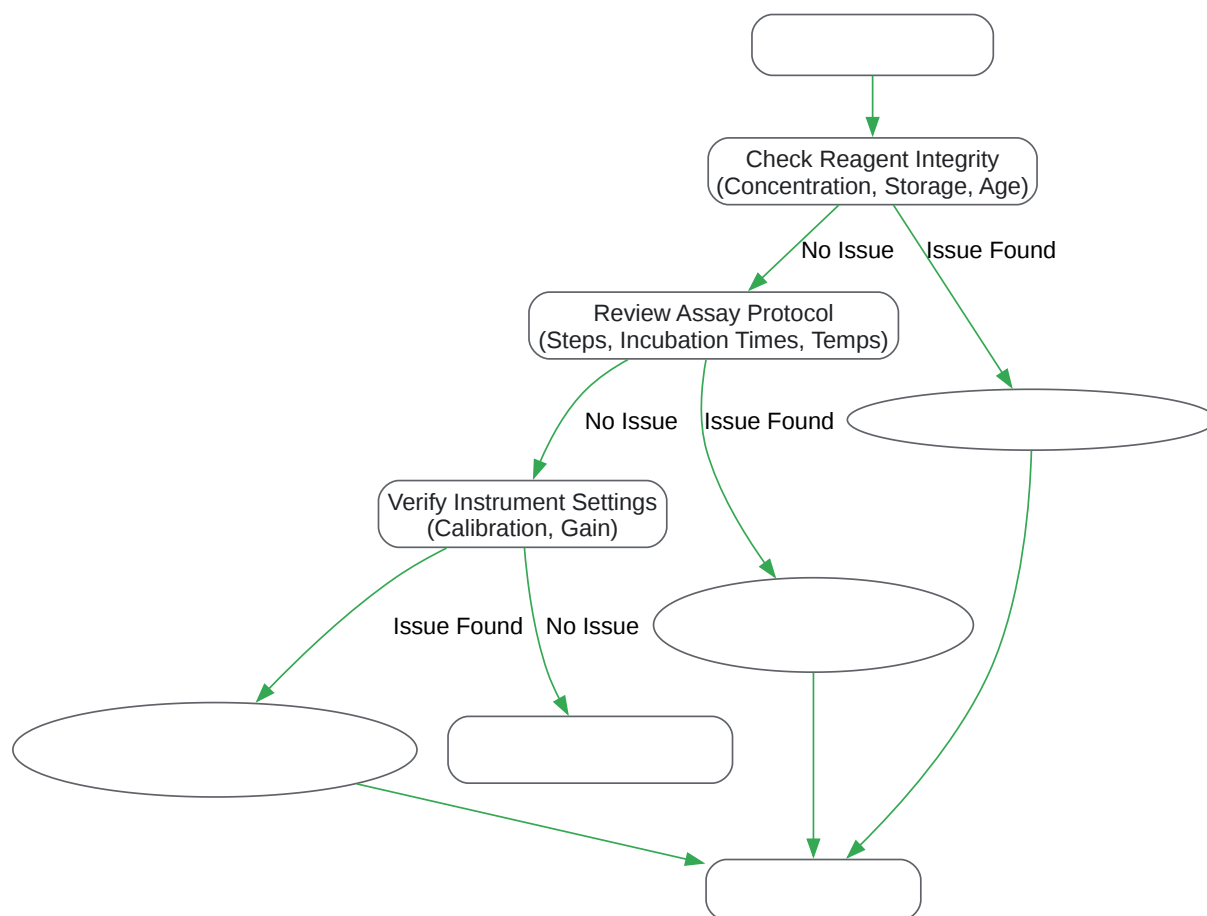 Check Reagent Integrity
(Concentration, Storage, Age)
No Issue
Issue Found
Review Assay Protocol
(Steps, Incubation Times, Temps)
No Issue
Issue Found
Verify Instrument Settings
(Calibration, Gain)
Issue Found
No Issue